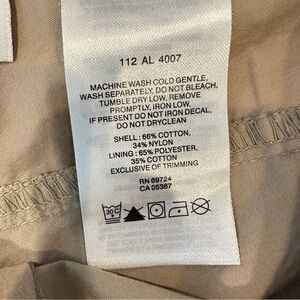 112 AL 4007
MACHINE WASH COLD GENTLE,
WASH SEPARATELY, DO NOT BLEACH,
TUMBLE DRY LOW, REMOVE
PROMPTLY, IRON LOW,
IF PRESENT DO NOT IRON DECAL,
DO NOT DRYCLEAN
SHELL : 66% COTTON,
34% NYLON
LINING : 65% POLYESTER,
35% COTTON
EXCLUSIVE OF TRIMMING
RN 69724
CA 05367